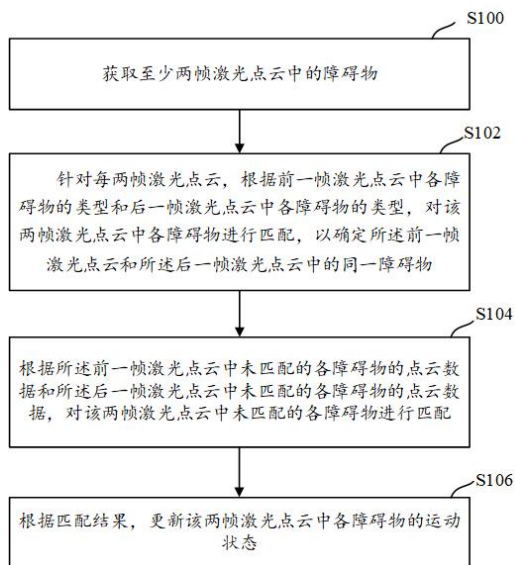 S100
获取至少两帧激光点云中的障碍物
S102
针对每两帧激光点云，根据前一帧激光点云中各障
碍物的类型和后一帧激光点云中各障碍物的类型，对该
两帧激光点云中各障碍物进行匹配，以确定所述前一帧
激光点云和所述后一帧激光点云中的同一障碍物
S104
根据所述前一帧激光点云中未匹配的各障碍物的点云数
据和所述后一帧激光点云中未匹配的各障碍物的点云数
据，对该两帧激光点云中未匹配的各障碍物进行匹配
S106
根据匹配结果，更新该两帧激光点云中各障碍物的运动
状态